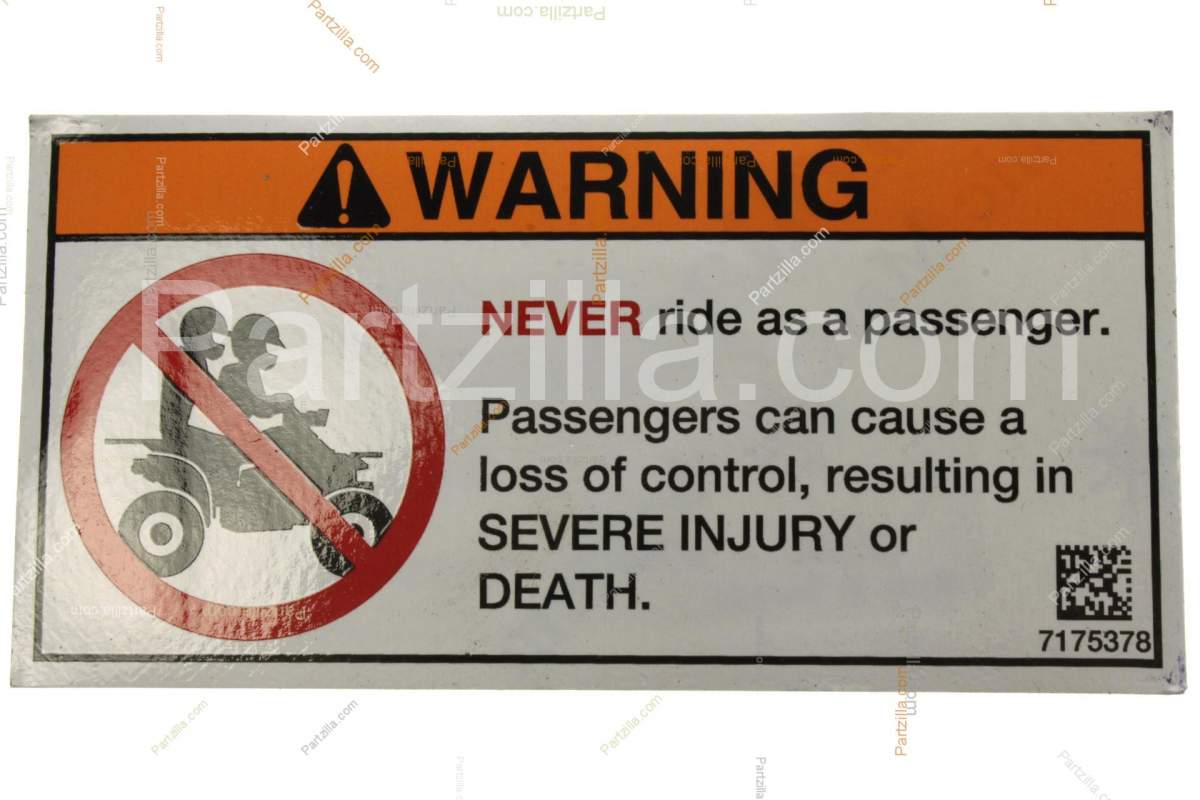 WARNING
NEVER ride as a passenger.
Passengers can cause a
loss of control, resulting in
SEVERE INJURY or
DEATH.
7175378
Partzilla.com